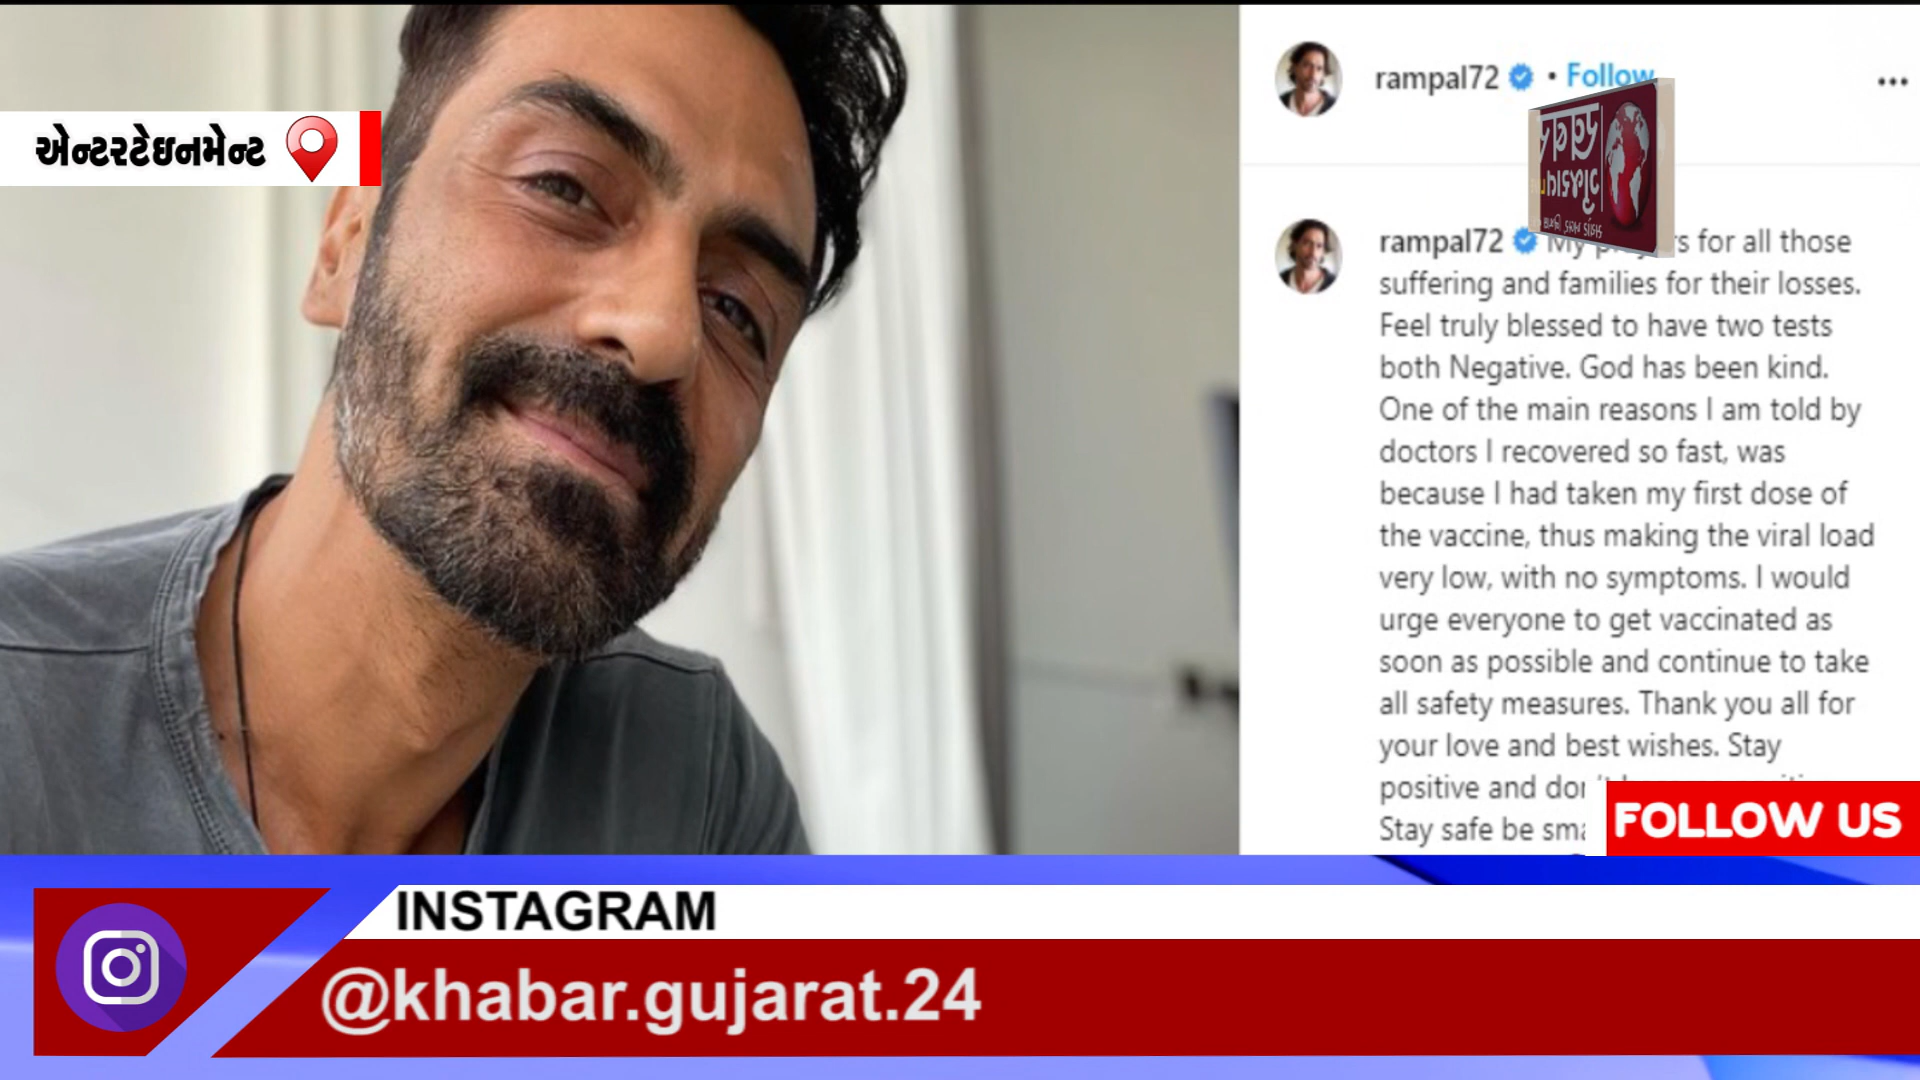 એન્ટરટેઇનમેન્ટ
rampal72 • Follow
rampal72 My prayers for all those
suffering and families for their losses.
Feel truly blessed to have two tests
both Negative. God has been kind.
One of the main reasons I am told by
doctors I recovered so fast, was
because I had taken my first dose of
the vaccine, thus making the viral load
very low, with no symptoms. I would
urge everyone to get vaccinated as
soon as possible and continue to take
all safety measures. Thank you all for
your love and best wishes. Stay
positive and
Stay safe be
FOLLOW US
INSTAGRAM
@khabar.gujarat.24